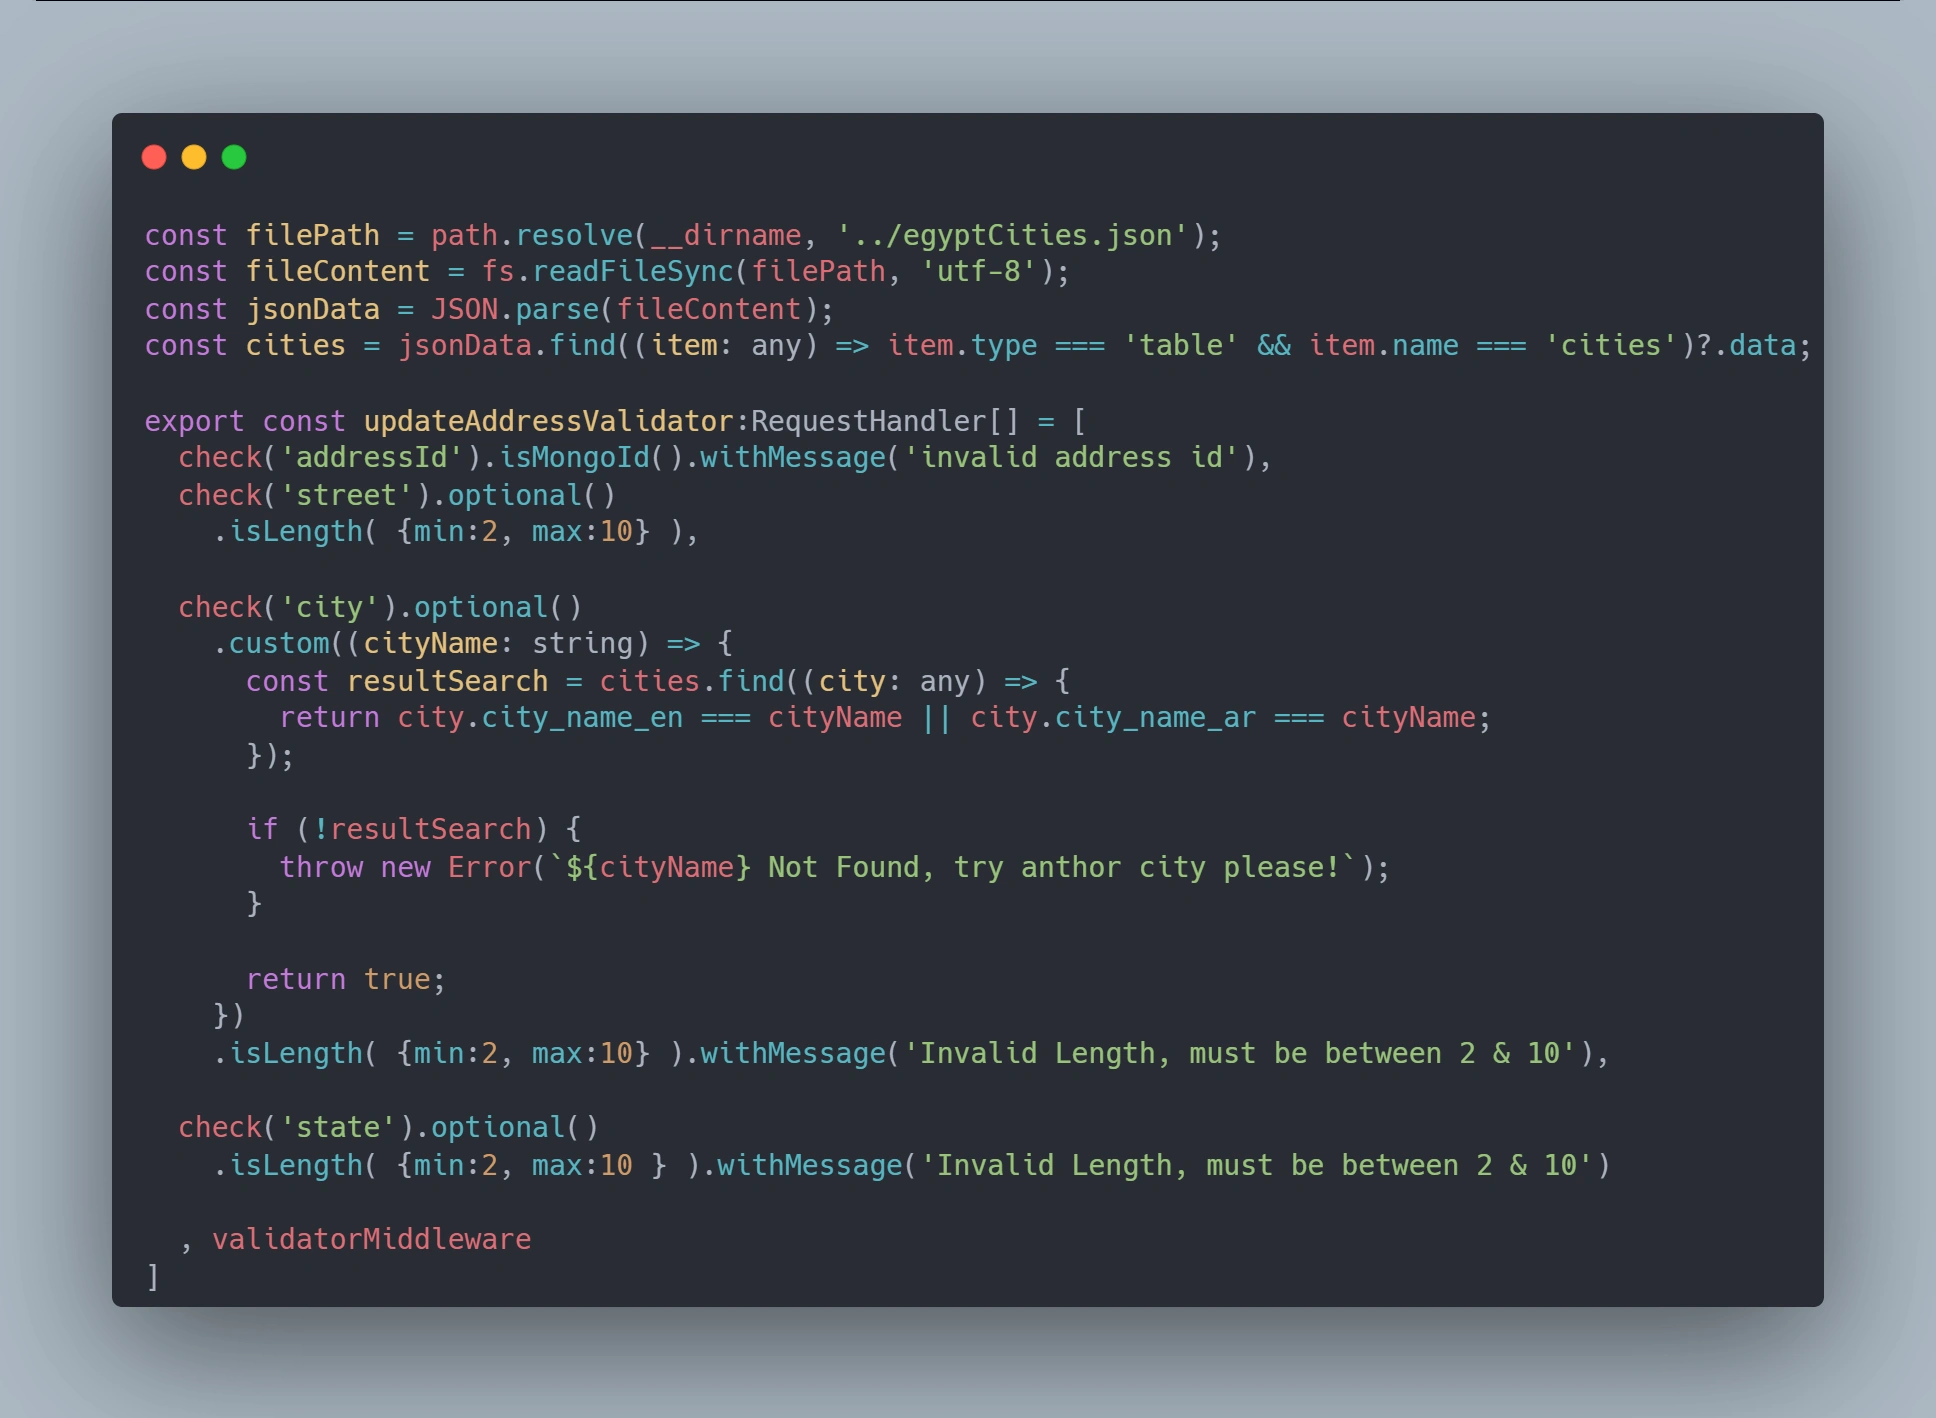 const filePath = path.resolve(__dirname, '../egyptCities.json');
const fileContent = fs.readFileSync(filePath, 'utf-8');
const jsonData = JSON.parse(fileContent);
const cities = jsonData.find((item: any) => item.type === 'table' && item.name === 'cities')?.data;
export const updateAddressValidator:RequestHandler[] = [
check('addressId').isMongoId().withMessage('invalid address id'),
check('street').optional()
.isLength( {min:2, max:10} ),
check('city').optional()
.custom((cityName: string) => {
const resultSearch = cities.find((city: any) => {
return city.city_name_en === cityName || city.city_name_ar === cityName;
});
if (!resultSearch) {
throw new Error(`${cityName} Not Found, try anthor city please!`);
}
return true;
})
.isLength( {min:2, max:10} ).withMessage('Invalid Length, must be between 2 & 10'),
check('state').optional()
.isLength( {min:2, max:10 } ).withMessage('Invalid Length, must be between 2 & 10')
, validatorMiddleware
]